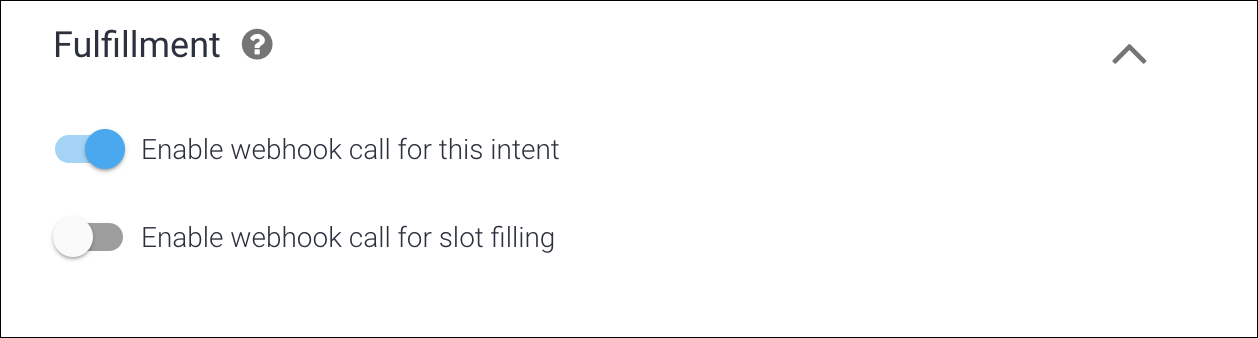 Fulfillment ?
Enable webhook call for this intent
Enable webhook call for slot filling